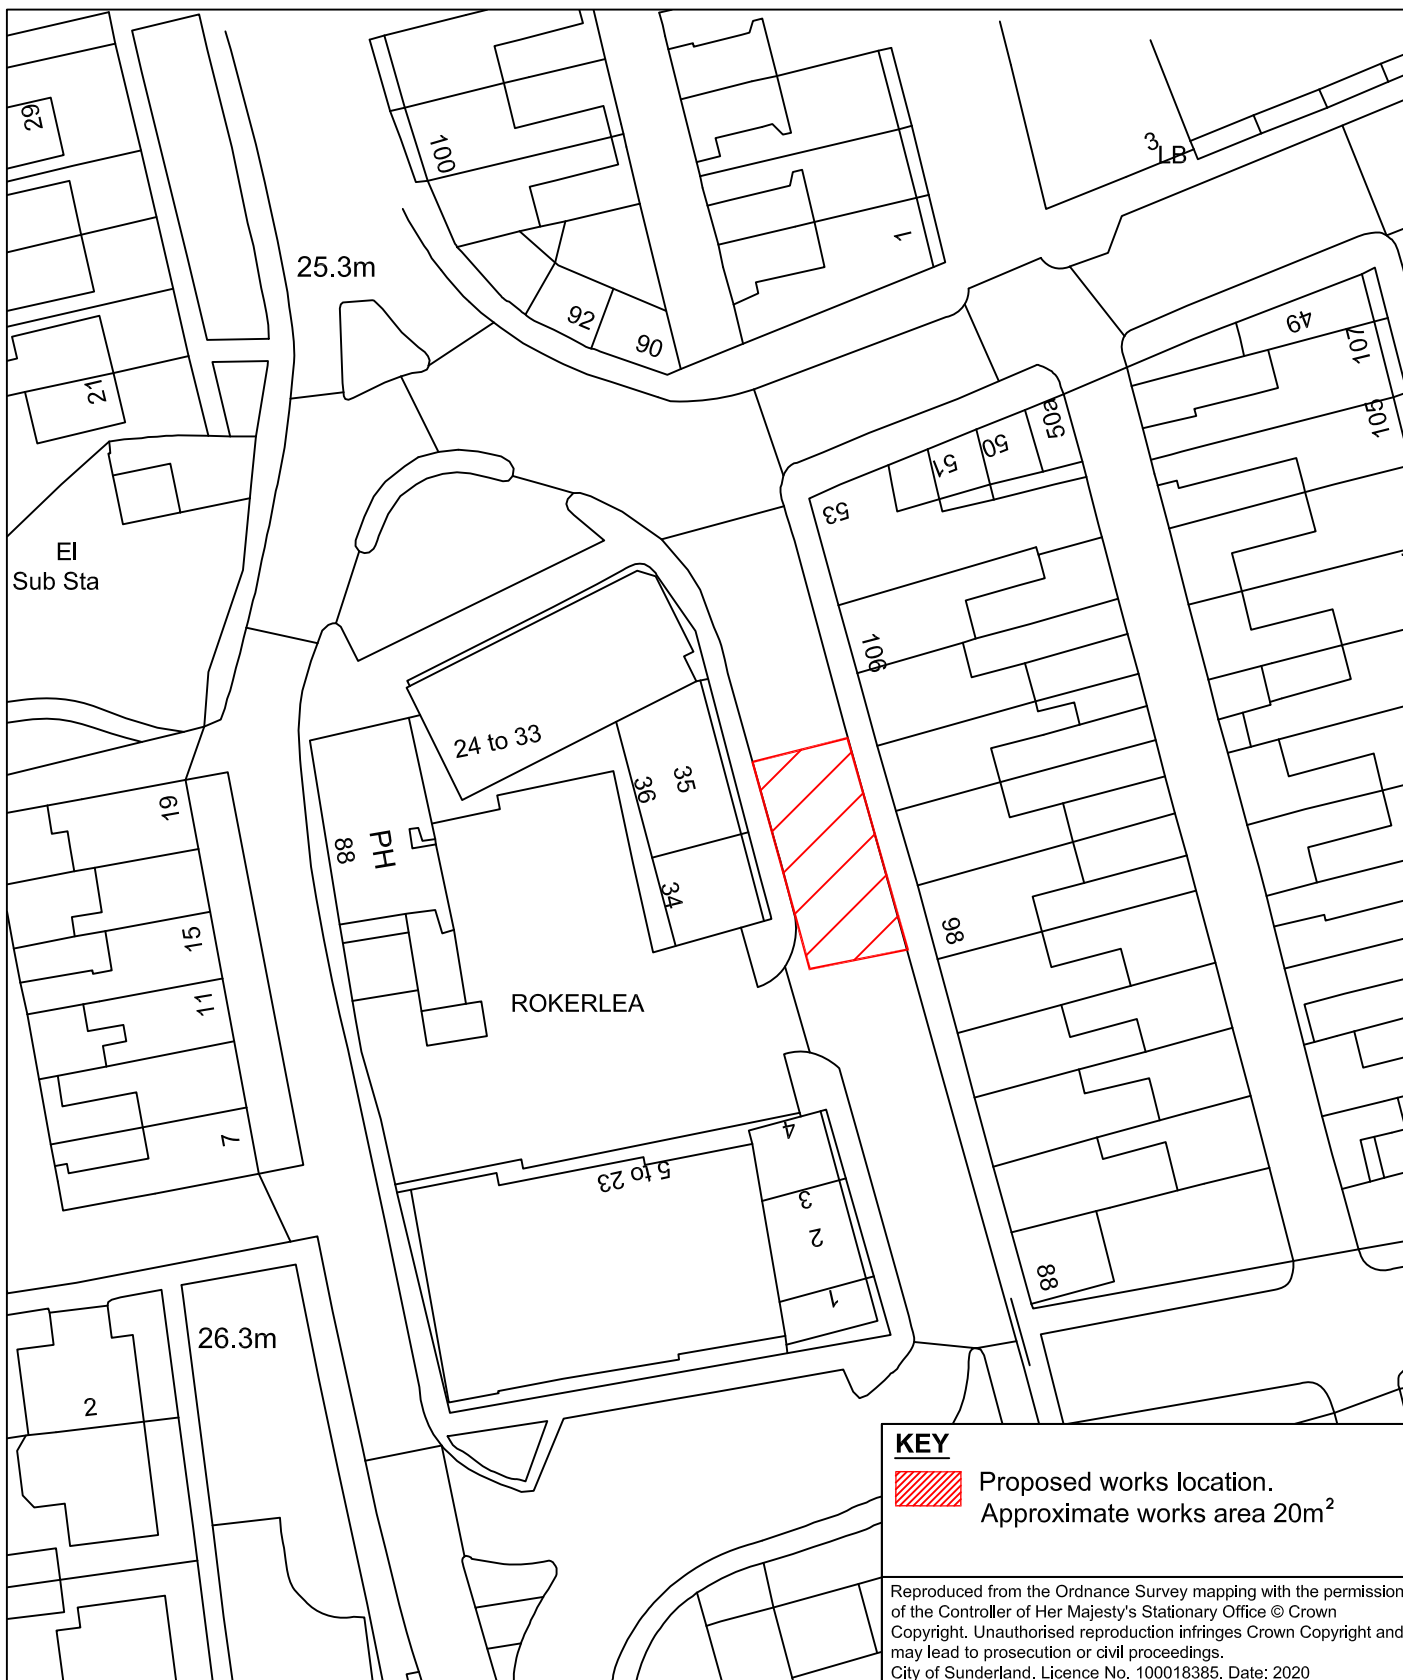 29
100
3
LB
1
25.3m
92
90
49
107
21
105
50a
50
51
53
El
Sub Sta
106
24 to 33
35
36
19
PH
88
34
15
98
11
ROKERLEA
7
4
5 to 23
3
2
88
1
26.3m
2
KEY
Proposed works location.
Approximate works area 20m²
Reproduced from the Ordnance Survey mapping with the permission
of the Controller of Her Majesty's Stationary Office © Crown
Copyright. Unauthorised reproduction infringes Crown Copyright and
may lead to prosecution or civil proceedings.
City of Sunderland. Licence No. 100018385. Date: 2020